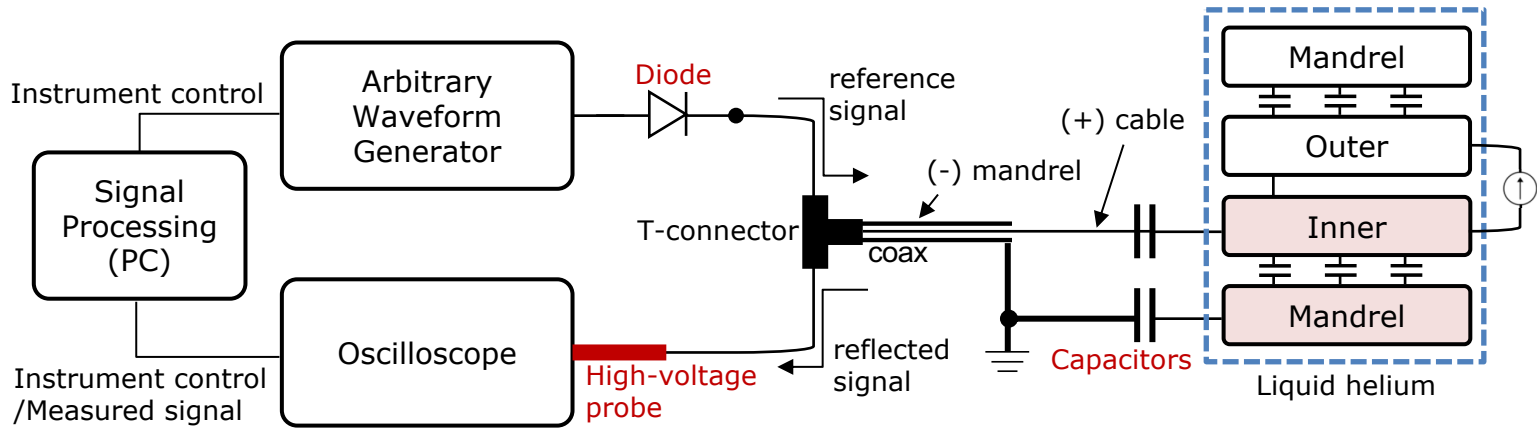 Instrument control
Arbitrary
Waveform
Generator
Diode
reference
signal
(+) cable
(-) mandrel
Mandrel
Outer
Inner
Mandrel
Liquid helium
Signal
Processing
(PC)
T-connector
coax
Oscilloscope
High-voltage
probe
reflected
signal
Capacitors
Instrument control
/Measured signal